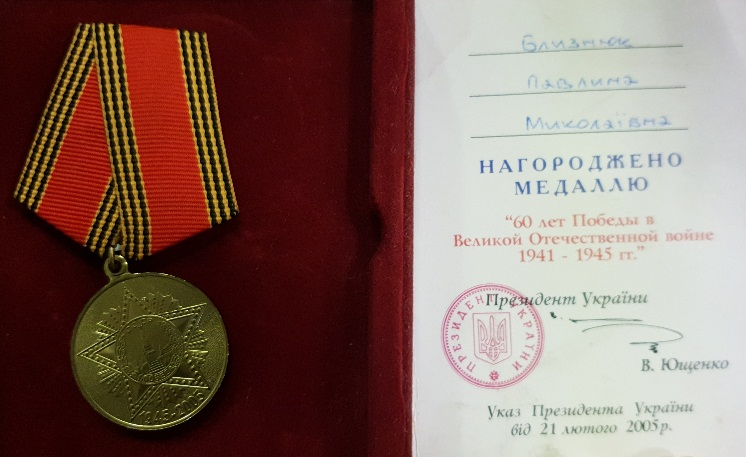 1945-2005
Близнюк
Павлина
Миколаївна
НАГОРОДЖЕНО
МЕДАЛЛЮ
“60 лет Победы в
Великой Отечественной войне
1941 - 1945 гг.”
Президент України
ПРЕЗИДЕНТ УКРАЇНИ
В. Ющенко
Указ Президента України
від 21 лютого 2005р.